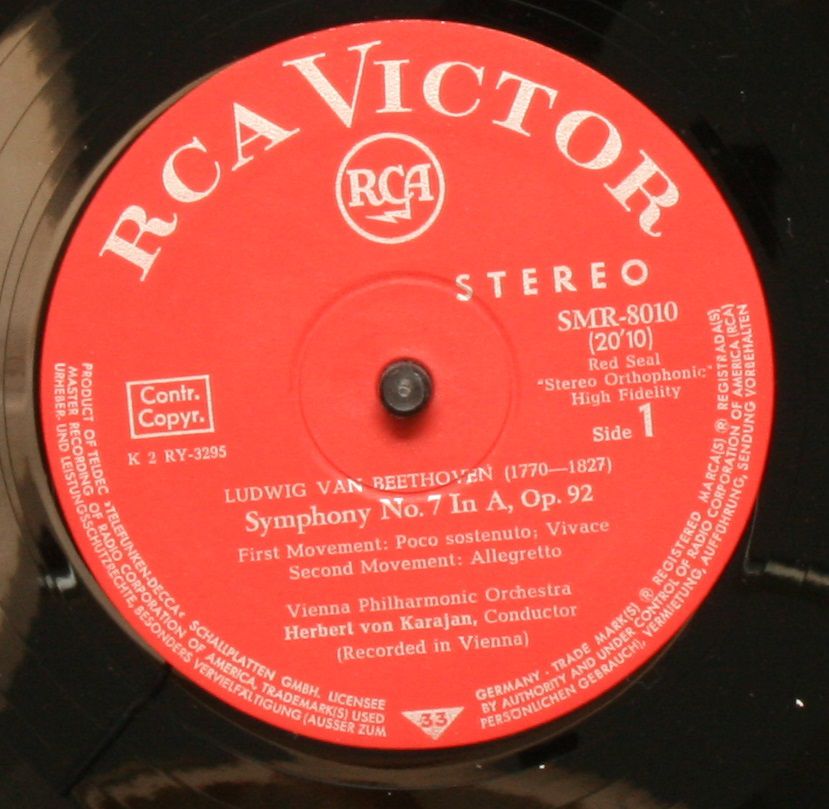 RCA VICTOR
RCA
STEREO
SMR-8010
(20'10)
Red Seal
"Stereo Orthophonic"
High Fidelity
Side 1
Contr.
Copyr.
K 2 RY-3295
LUDWIG VAN BEETHOVEN (1770—1827)
Symphony No. 7 In A, Op. 92
First Movement: Poco sostenuto; Vivace
Second Movement: Allegretto
Vienna Philharmonic Orchestra
Herbert von Karajan, Conductor
(Recorded in Vienna)
PRODUCT OF TELDEC »TELEFUNKEN-DECCA« SCHALLPLATTEN GMBH. LICENSEE
MASTER RECORDING OF RADIO CORPORATION OF AMERICA, TRADEMARK(S) USED
URHEBER- UND LEISTUNGSSCHUTZRECHTE, BESONDERS VERVIELFÄLTIGUNG (AUSSER ZUM
33
GERMANY · TRADE MARK(S) ® REGISTERED MARCA(S) ® REGISTRADA(S)
BY AUTHORITY AND UNDER CONTROL OF RADIO CORPORATION OF AMERICA (RCA)
PERSÖNLICHEN GEBRAUCH), VERMIETUNG, AUFFÜHRUNG, SENDUNG VORBEHALTEN